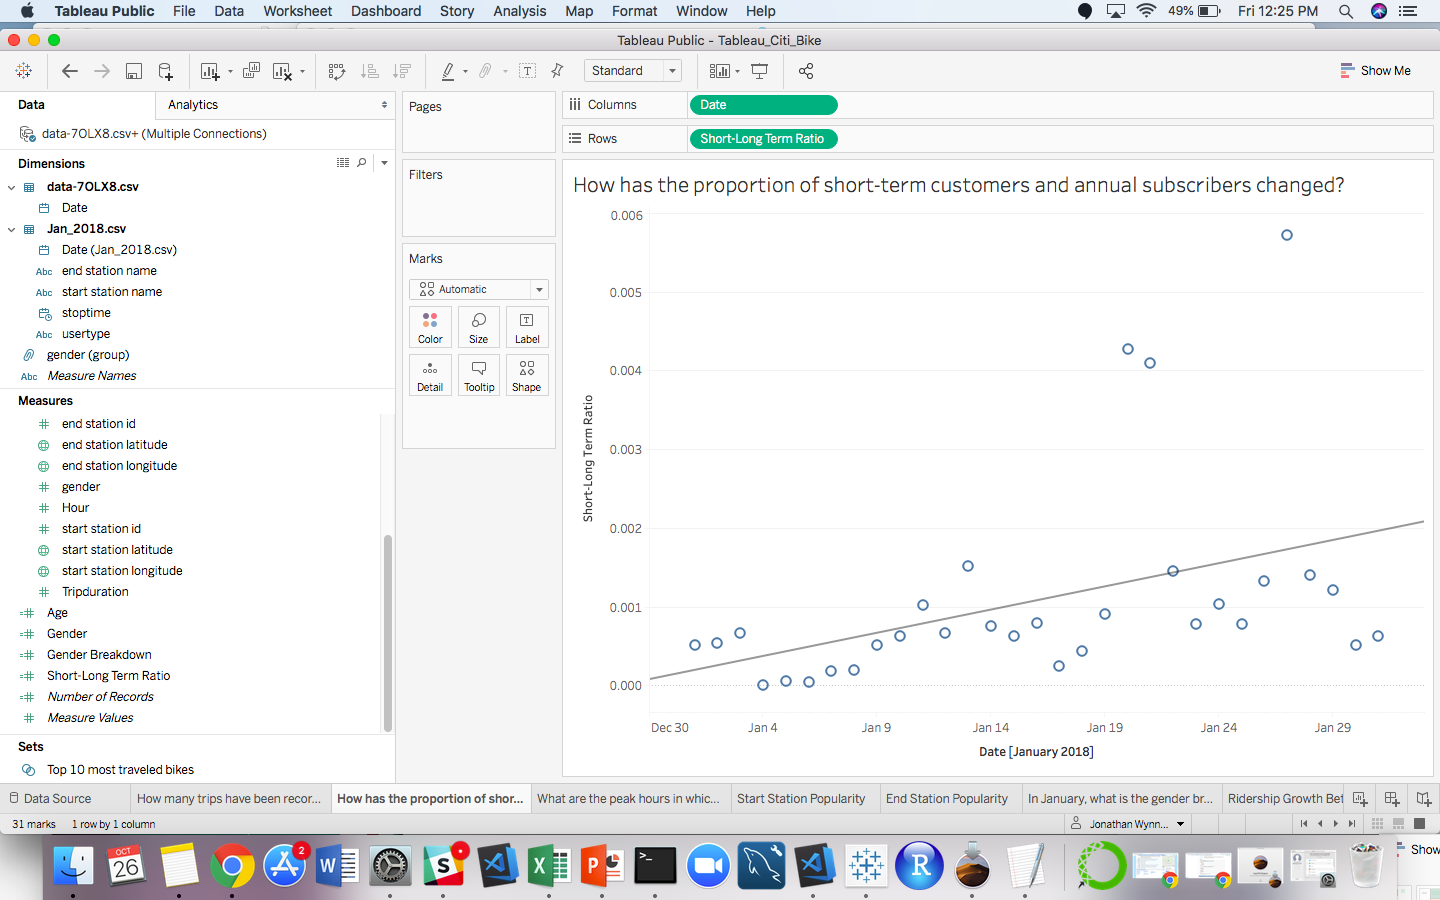 Tableau Public File Data Worksheet Dashboard Story Analysis Map Format Window Help 49% Fri 12:25 PM
Tableau Public - Tableau_Citi_Bike
Standard Show Me
Data Analytics
data-7OLX8.csv+ (Multiple Connections)
Dimensions
data-7OLX8.csv
Date
Jan_2018.csv
Date (Jan_2018.csv)
Abc end station name
Abc start station name
stoptime
Abc usertype
gender (group)
Abc Measure Names
Measures
end station id
end station latitude
end station longitude
gender
Hour
start station id
start station latitude
start station longitude
Tripduration
Age
Gender
Gender Breakdown
Short-Long Term Ratio
Number of Records
Measure Values
Sets
Top 10 most traveled bikes
Pages
Filters
Marks
Automatic
Color Size Label
Detail Tooltip Shape
Columns Date
Rows Short-Long Term Ratio
How has the proportion of short-term customers and annual subscribers changed?
0.006
0.005
0.004
0.003
0.002
0.001
0.000
Short-Long Term Ratio
Dec 30 Jan 4 Jan 9 Jan 14 Jan 19 Jan 24 Jan 29
Date [January 2018]
Data Source How many trips have been recor... How has the proportion of shor... What are the peak hours in whic... Start Station Popularity End Station Popularity In January, what is the gender br... Ridership Growth Bet
31 marks 1 row by 1 column Jonathan Wynn...
OCT
26
2
Show